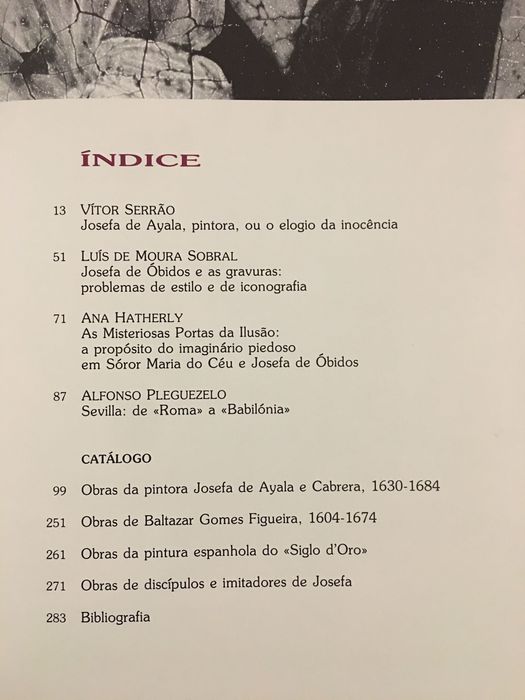 ÍNDICE
13 VÍTOR SERRÃO
Josefa de Ayala, pintora, ou o elogio da inocência
51 LUÍS DE MOURA SOBRAL
Josefa de Óbidos e as gravuras:
problemas de estilo e de iconografia
71 ANA HATHERLY
As Misteriosas Portas da Ilusão:
a propósito do imaginário piedoso
em Sóror Maria do Céu e Josefa de Óbidos
87 ALFONSO PLEGUEZELO
Sevilla: de «Roma» a «Babilónia»
CATÁLOGO
99 Obras da pintora Josefa de Ayala e Cabrera, 1630-1684
251 Obras de Baltazar Gomes Figueira, 1604-1674
261 Obras da pintura espanhola do «Siglo d'Oro»
271 Obras de discípulos e imitadores de Josefa
283 Bibliografia